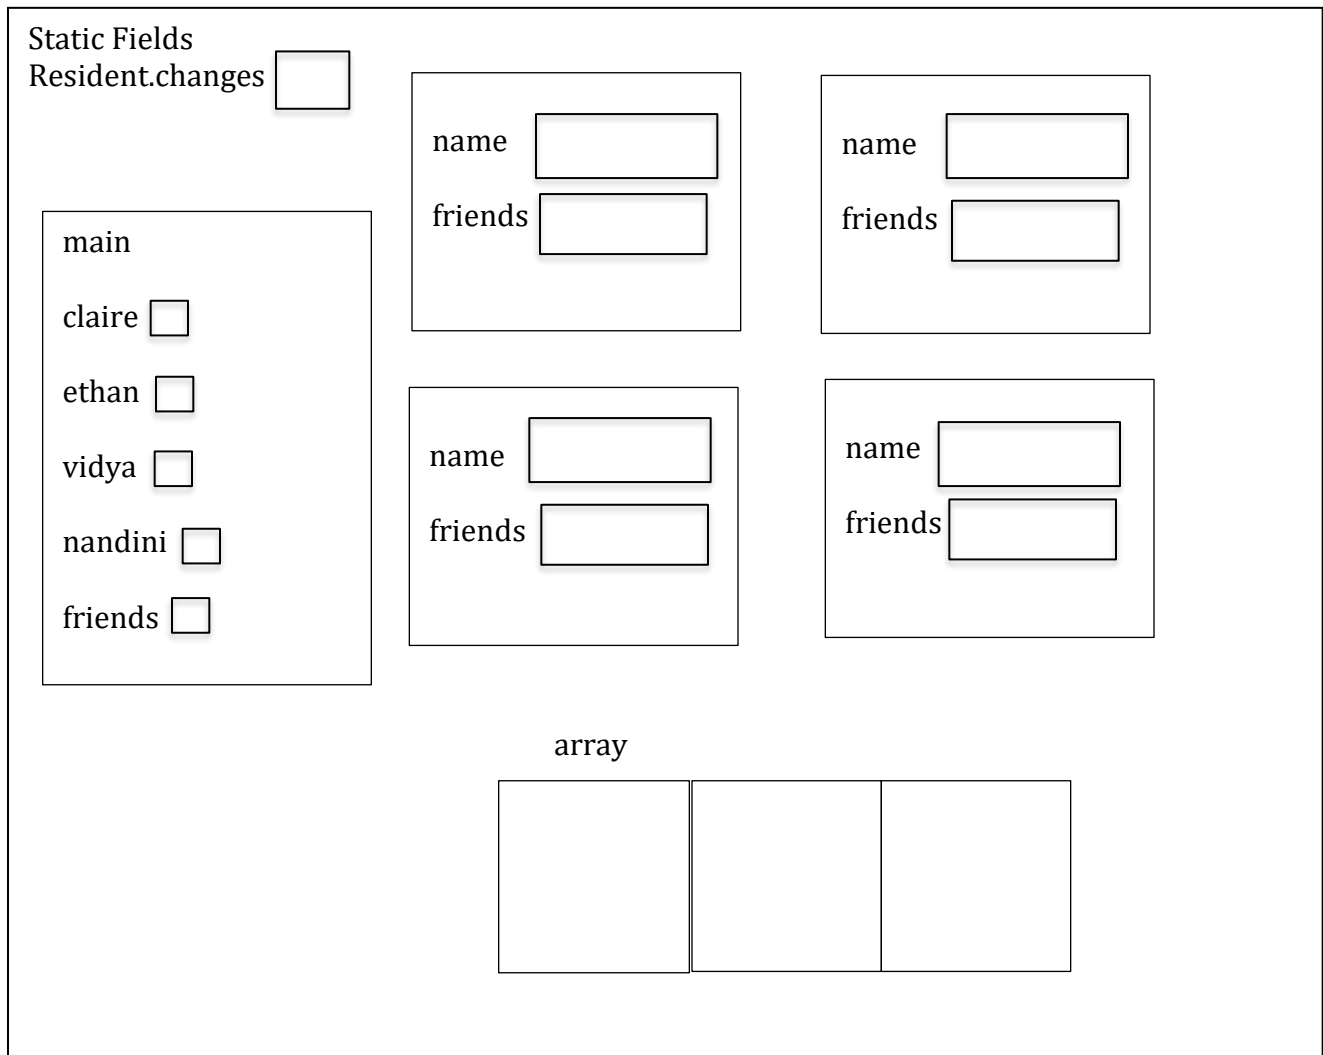 Static Fields
Resident.changes
name
friends
name
friends
main
claire
ethan
vidya
nandini
friends
name
friends
name
friends
array